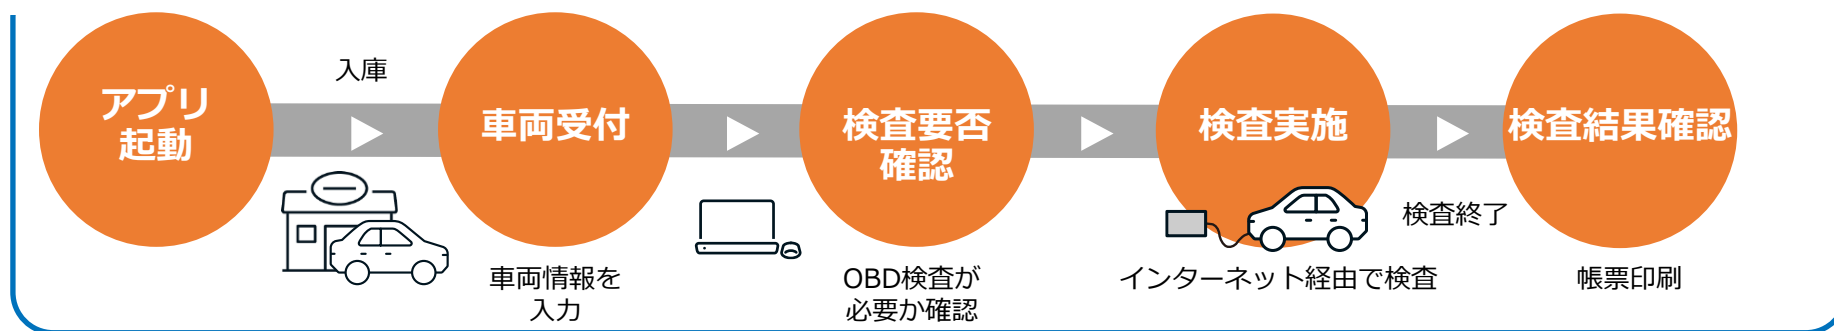 アプリ
起動
入庫
車両受付
車両情報を
入力
検査要否
確認
OBD検査が
必要か確認
検査実施
インターネット経由で検査
検査終了
検査結果確認
帳票印刷